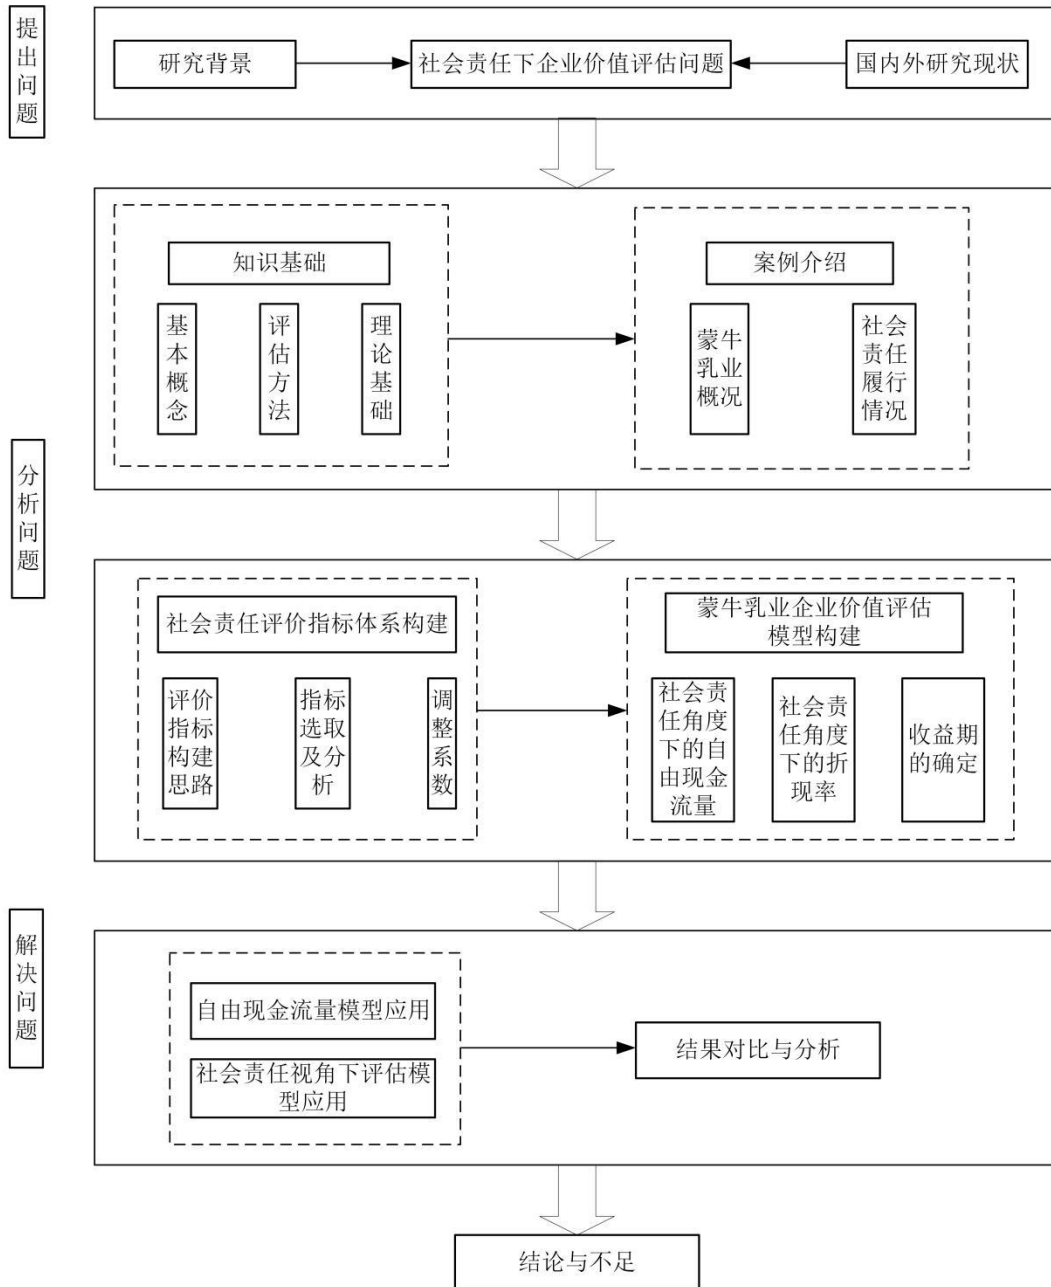 提出问题
研究背景
社会责任下企业价值评估问题
国内外研究现状
分析问题
知识基础
基本概念
评估方法
理论基础
案例介绍
蒙牛
乳业
概况
社会
责任
履行
情况
社会责任评价指标体系构建
评价
指标
构建
思路
指标
选取
及分
析
调整系数
蒙牛乳业企业价值评估
模型构建
社会责
任角度
下的自
由现金
流量
社会责
任角度
下的折
现率
收益期
的确定
解决问题
自由现金流量模型应用
社会责任视角下评估模
型应用
结果对比与分析
结论与不足